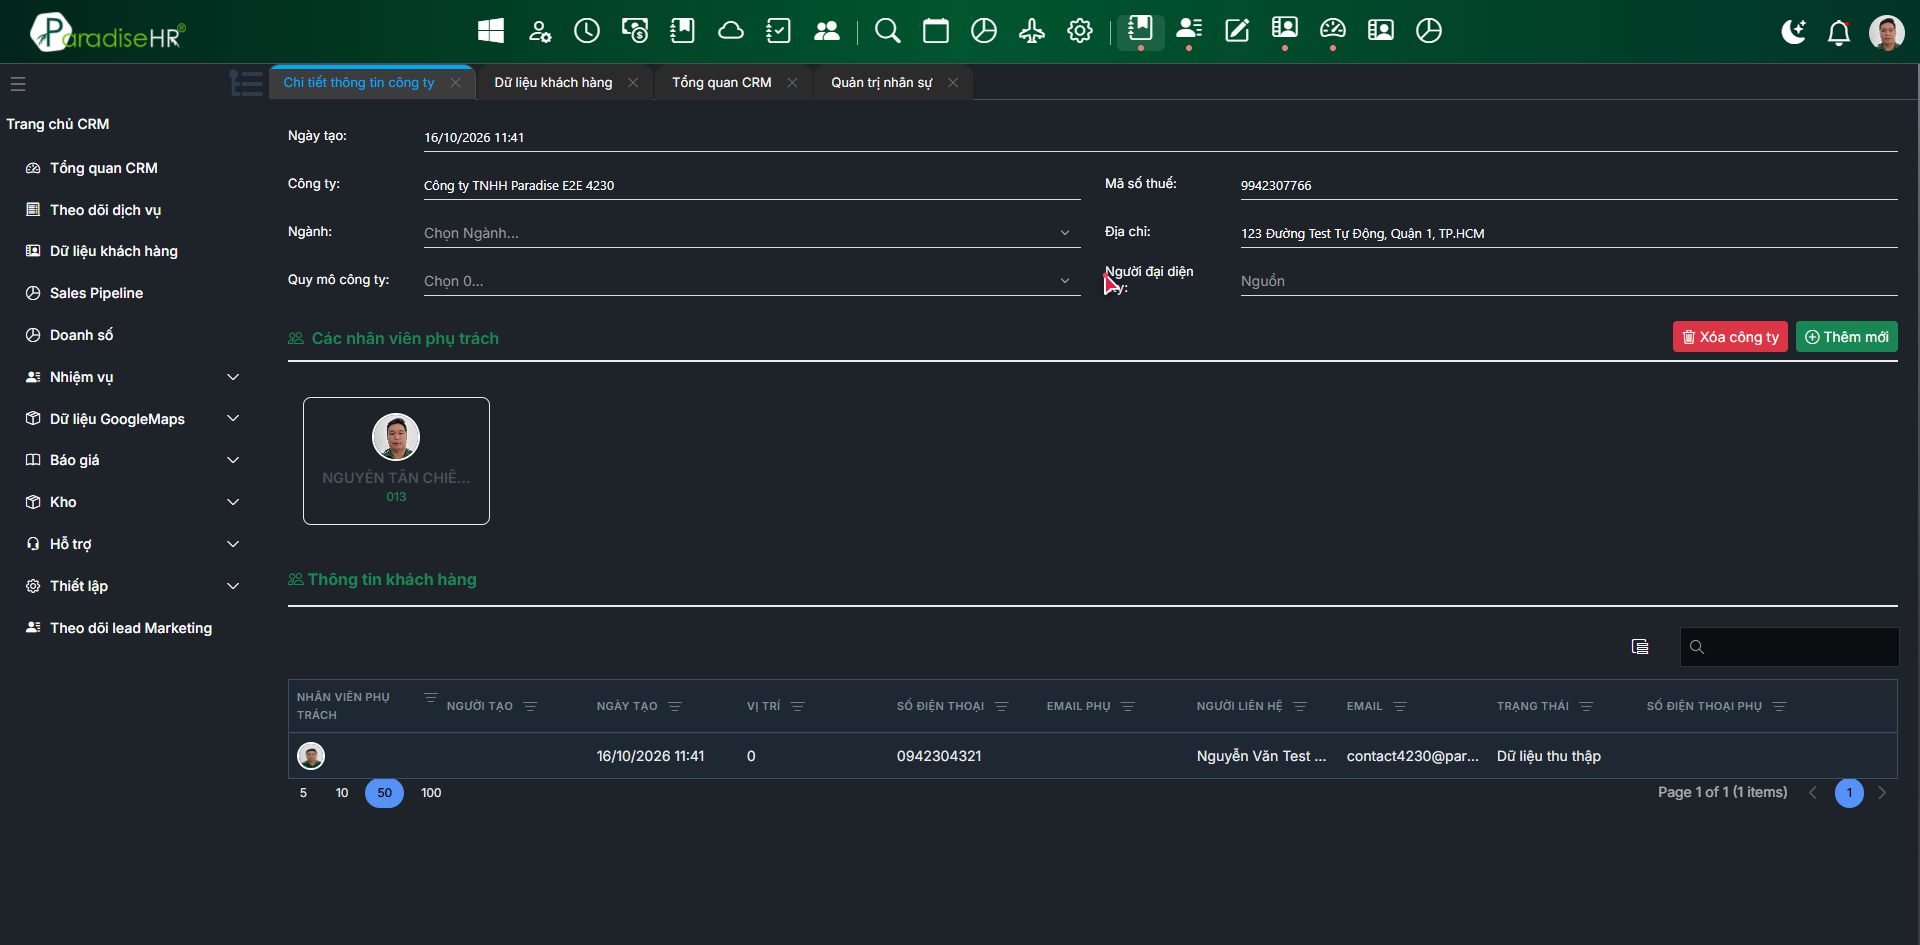 ParadiseHR®
Chi tiết thông tin công ty
Dữ liệu khách hàng
Tổng quan CRM
Quản trị nhân sự
Trang chủ CRM
Tổng quan CRM
Theo dõi dịch vụ
Dữ liệu khách hàng
Sales Pipeline
Doanh số
Nhiệm vụ
Dữ liệu GoogleMaps
Báo giá
Kho
Hỗ trợ
Thiết lập
Theo dõi lead Marketing
Ngày tạo:
16/10/2026 11:41
Công ty:
Công ty TNHH Paradise E2E 4230
Mã số thuế:
9942307766
Ngành:
Chọn Ngành...
Địa chỉ:
123 Đường Test Tự Động, Quận 1, TP.HCM
Quy mô công ty:
Chọn 0...
Người đại diện
ty:
Nguồn
Các nhân viên phụ trách
Xóa công ty
Thêm mới
NGUYỄN TẤN CHIẾ...
013
Thông tin khách hàng
NHÂN VIÊN PHỤ TRÁCH
NGƯỜI TẠO
NGÀY TẠO
VỊ TRÍ
SỐ ĐIỆN THOẠI
EMAIL PHỤ
NGƯỜI LIÊN HỆ
EMAIL
TRẠNG THÁI
SỐ ĐIỆN THOẠI PHỤ
16/10/2026 11:41
0
0942304321
Nguyễn Văn Test ...
contact4230@par...
Dữ liệu thu thập
5 10 50 100
Page 1 of 1 (1 items)
1